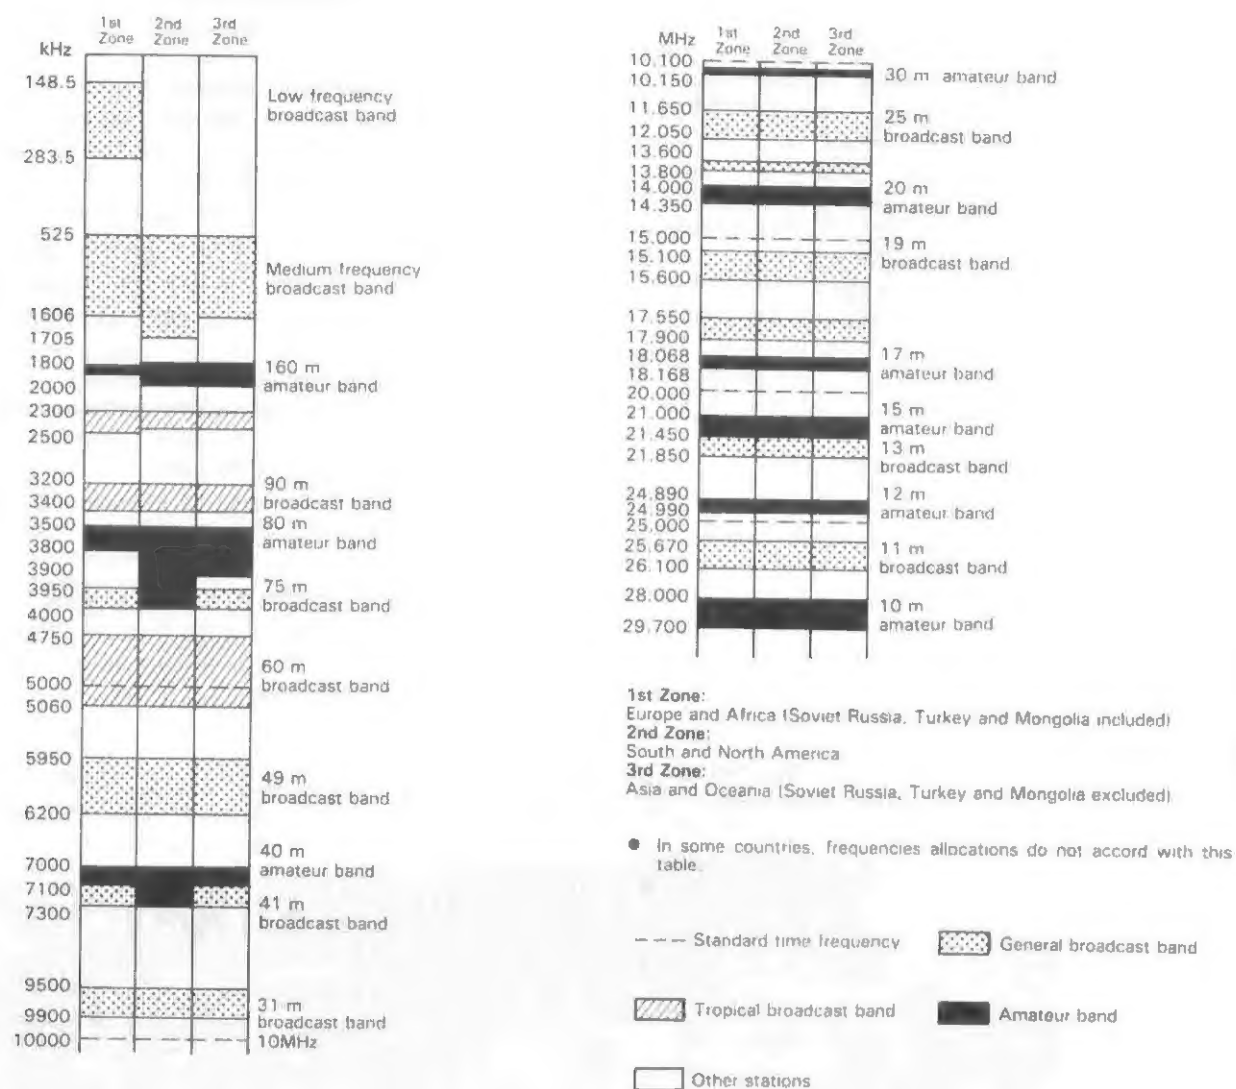 1st Zone 2nd Zone 3rd Zone
kHz
148.5
Low frequency
broadcast band
283.5
525
Medium frequency
broadcast band
1606
1705
1800
160 m
amateur band
2000
2300
2500
3200
90 m
broadcast band
3400
3500
80 m
amateur band
3800
3900
3950
75 m
broadcast band
4000
4750
60 m
broadcast band
5000
5060
5950
49 m
broadcast band
6200
7000
40 m
amateur band
7100
41 m
broadcast band
7300
9500
31 m
broadcast band
9900
10000
10MHz
MHz
1st Zone 2nd Zone 3rd Zone
10.100
10.150
30 m amateur band
11.650
25 m
broadcast band
12.050
13.600
13.800
14.000
20 m
amateur band
14.350
15.000
19 m
broadcast band
15.100
15.600
17.550
17.900
18.068
17 m
amateur band
18.168
20.000
21.000
15 m
amateur band
21.450
13 m
broadcast band
21.850
24.890
12 m
amateur band
24.990
25.000
25.670
11 m
broadcast band
26.100
28.000
10 m
amateur band
29.700
1st Zone:
Europe and Africa (Soviet Russia, Turkey and Mongolia included)
2nd Zone:
South and North America
3rd Zone:
Asia and Oceania (Soviet Russia, Turkey and Mongolia excluded)
● In some countries, frequencies allocations do not accord with this
table.
Standard time frequency
General broadcast band
Tropical broadcast band
Amateur band
Other stations